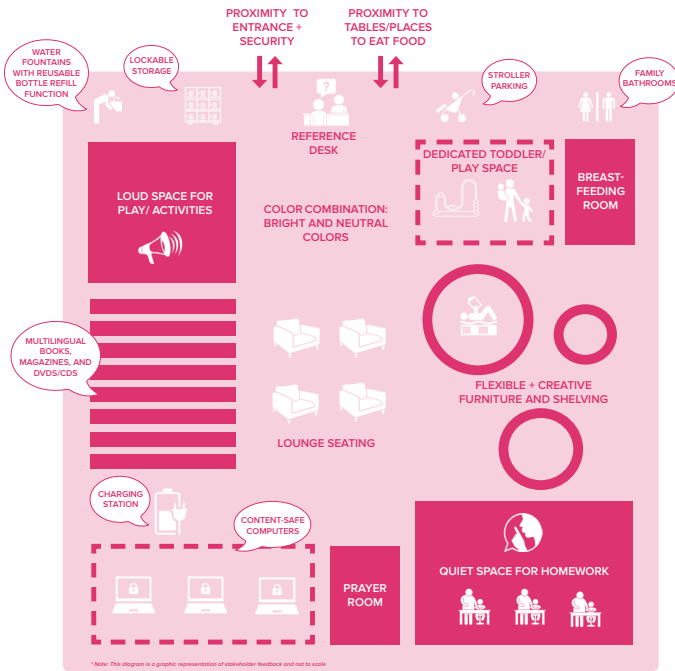 PROXIMITY TO
ENTRANCE +
SECURITY
PROXIMITY TO
TABLES/PLACES
TO EAT FOOD
WATER
FOUNTAINS
WITH REUSABLE
BOTTLE REFILL
FUNCTION
LOCKABLE
STORAGE
?
REFERENCE
DESK
STROLLER
PARKING
FAMILY
BATHROOMS
LOUD SPACE FOR
PLAY/ ACTIVITIES
COLOR COMBINATION:
BRIGHT AND NEUTRAL
COLORS
DEDICATED TODDLER/
PLAY SPACE
BREAST-
FEEDING
ROOM
MULTILINGUAL
BOOKS,
MAGAZINES, AND
DVDS/CDS
LOUNGE SEATING
FLEXIBLE + CREATIVE
FURNITURE AND SHELVING
CHARGING
STATION
CONTENT-SAFE
COMPUTERS
PRAYER
ROOM
QUIET SPACE FOR HOMEWORK
* Note: This diagram is a graphic representation of stakeholder feedback and not to scale